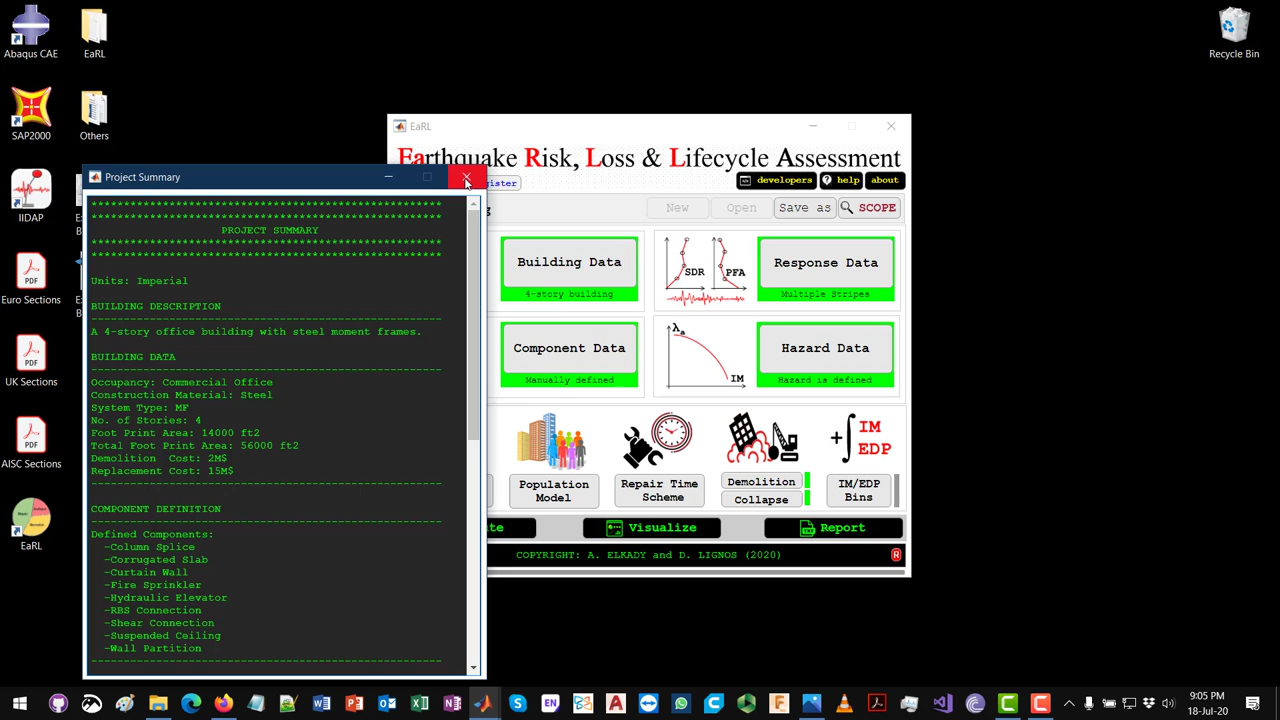 Abaqus CAE
EaRL
Recycle Bin
SAP2000
Others
IIDAP
Euro Sections
UK Sections
AISC Sections
EaRL
EaRL
Earthquake Risk, Loss & Lifecycle Assessment
gister
developers
help
about
New
Open
Save as
SCOPE
Building Data
4-story building
SDR
PFA
Response Data
Multiple Stripes
Component Data
Manually defined
λa
IM
Hazard Data
Hazard is defined
+∫ IM
EDP
Population
Model
Repair Time
Scheme
Demolition
Collapse
IM/EDP
Bins
te
Visualize
Report
COPYRIGHT: A. ELKADY and D. LIGNOS (2020)
R
Project Summary
******************************************************
******************************************************
PROJECT SUMMARY
******************************************************
******************************************************
Units: Imperial
BUILDING DESCRIPTION
------------------------------------------------------
A 4-story office building with steel moment frames.
BUILDING DATA
------------------------------------------------------
Occupancy: Commercial Office
Construction Material: Steel
System Type: MF
No. of Stories: 4
Foot Print Area: 14000 ft2
Total Foot Print Area: 56000 ft2
Demolition  Cost: 2M$
Replacement Cost: 15M$
------------------------------------------------------
COMPONENT DEFINITION
------------------------------------------------------
Defined Components:
-Column Splice
-Corrugated Slab
-Curtain Wall
-Fire Sprinkler
-Hydraulic Elevator
-RBS Connection
-Shear Connection
-Suspended Ceiling
-Wall Partition
------------------------------------------------------
EN
9:05 PM
18-Jul-20